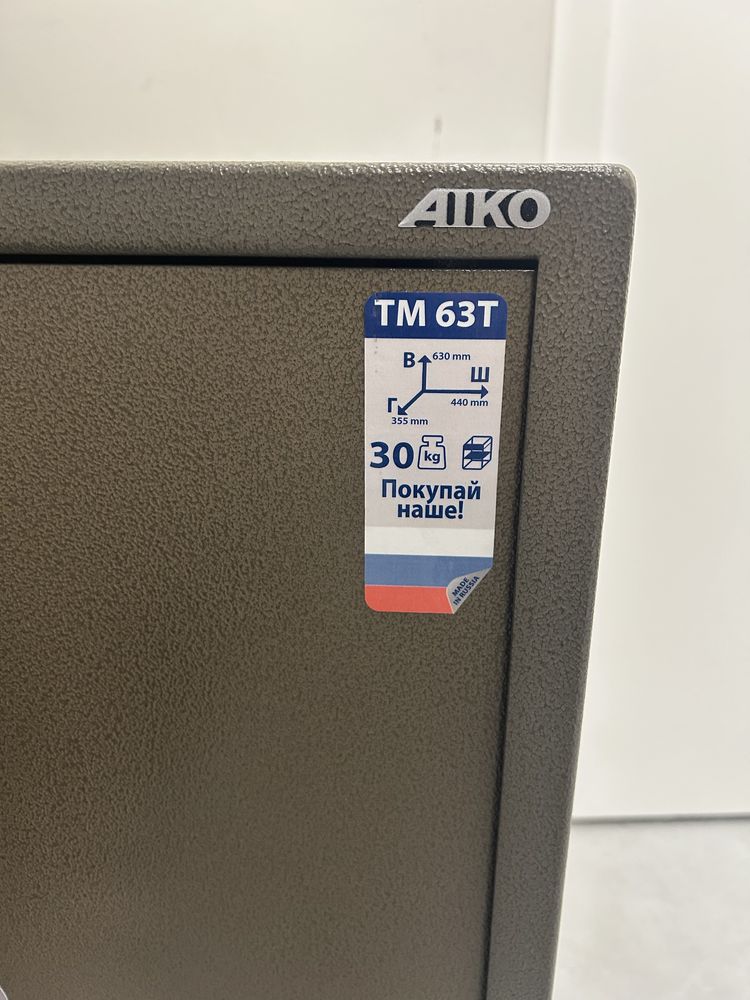 AIKO
TM 63T
В 630 mm
Ш
440 mm
Г
355 mm
30 kg
Покупай
наше!
MADE
IN RUSSIA